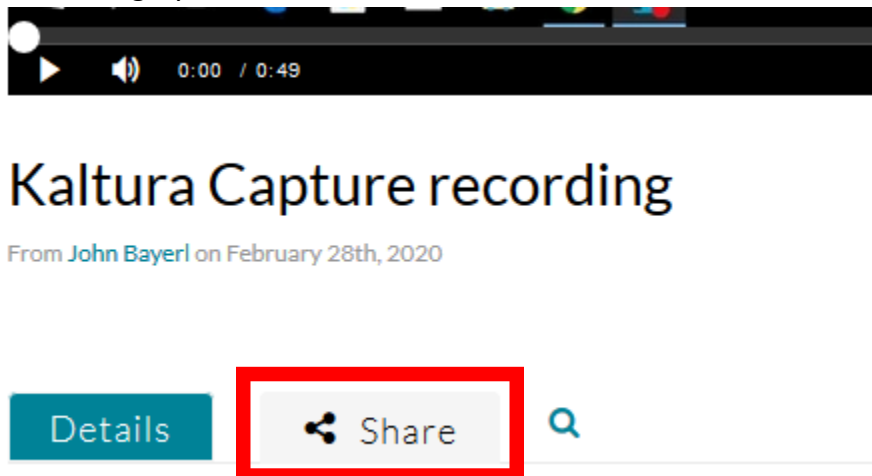 0:00 / 0:49
Kaltura Capture recording
From John Bayerl on February 28th, 2020
Details Share